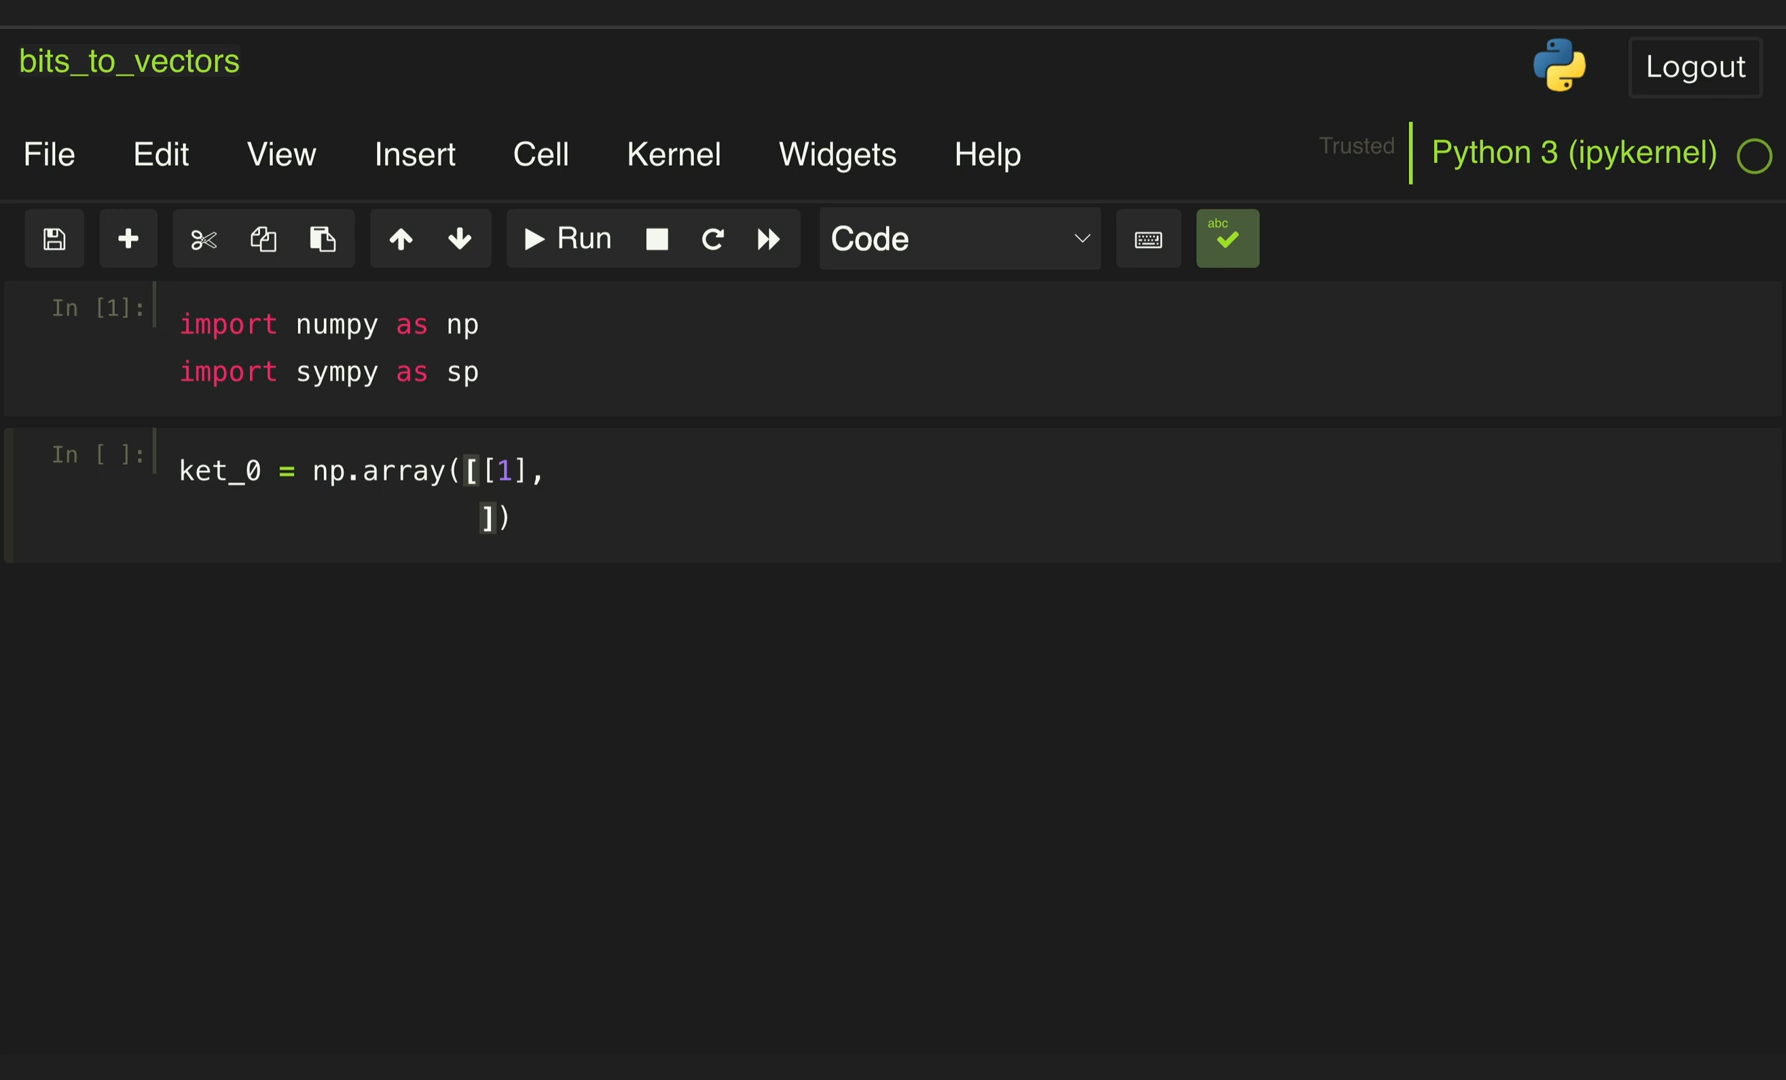 bits_to_vectors
Logout
File Edit View Insert Cell Kernel Widgets Help Trusted Python 3 (ipykernel)
Run Code abc
In [1]: import numpy as np
import sympy as sp
In [ ]: ket_0 = np.array([[1],
])